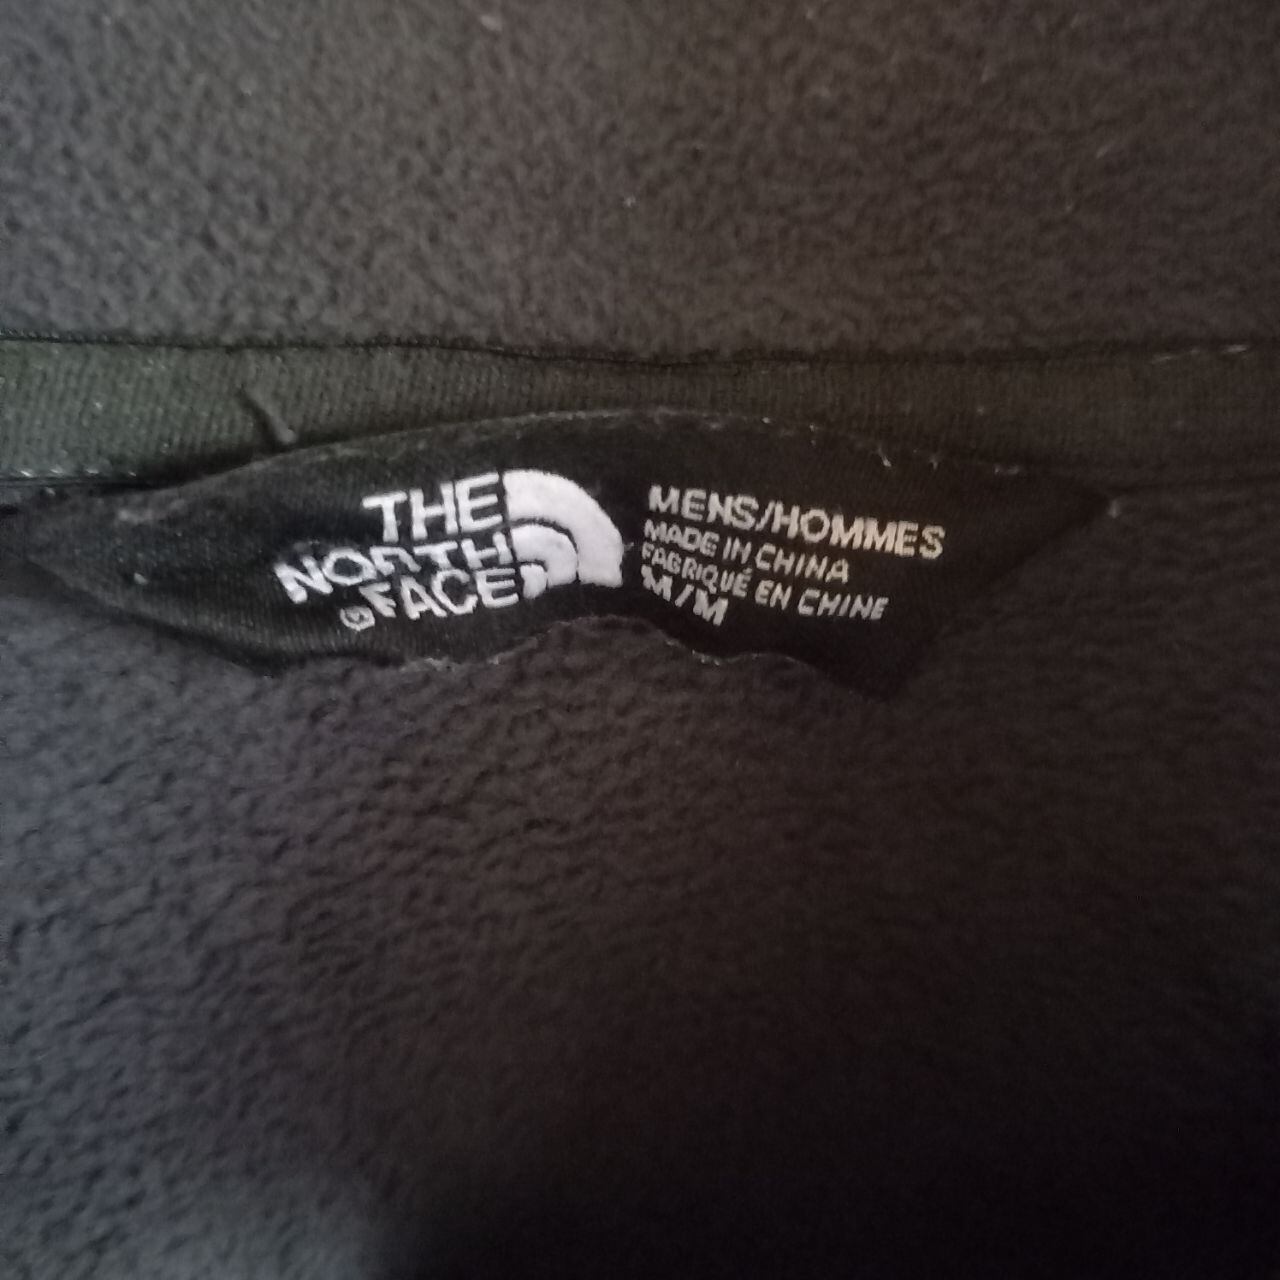 THE
NORTH
FACE
MENS/HOMMES
MADE IN CHINA
FABRIQUÉ EN CHINE
M/M